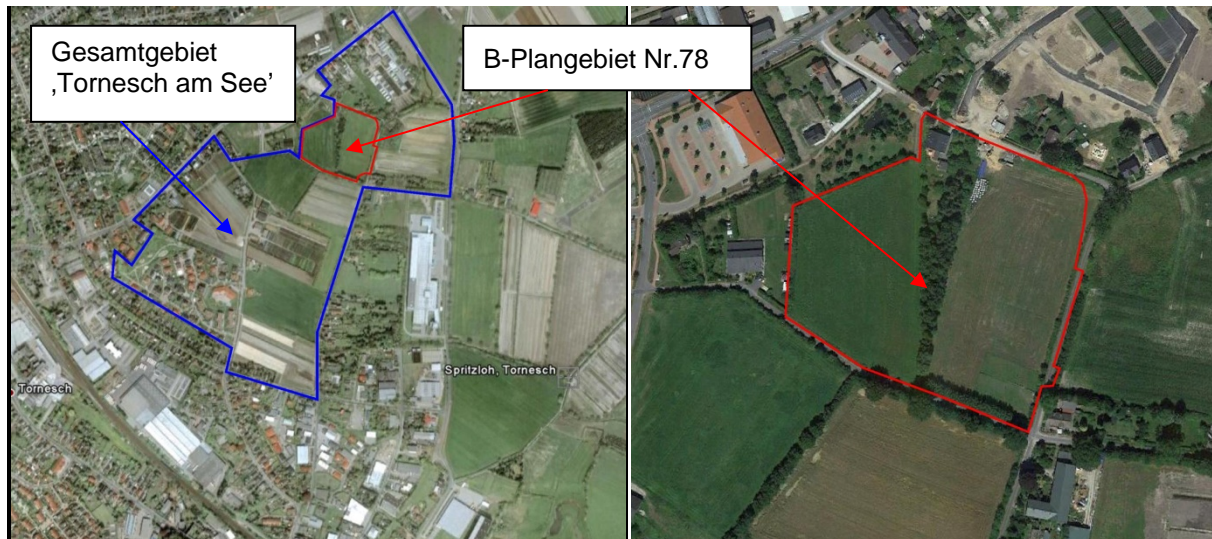 Gesamtgebiet
‚Tornesch am See’
B-Plangebiet Nr.78
Spritzloh, Tornesch
Tornesch